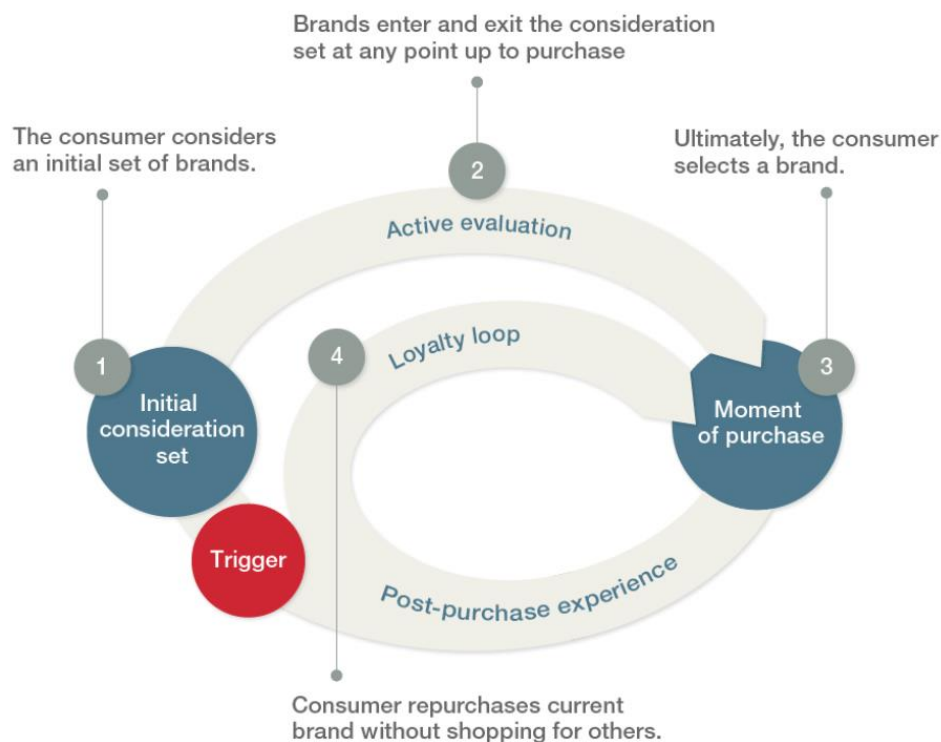 Brands enter and exit the consideration
set at any point up to purchase
The consumer considers
an initial set of brands.
Ultimately, the consumer
selects a brand.
2
Active evaluation
1
Initial
consideration
set
4
Loyalty loop
3
Moment
of purchase
Trigger
Post-purchase experience
Consumer repurchases current
brand without shopping for others.